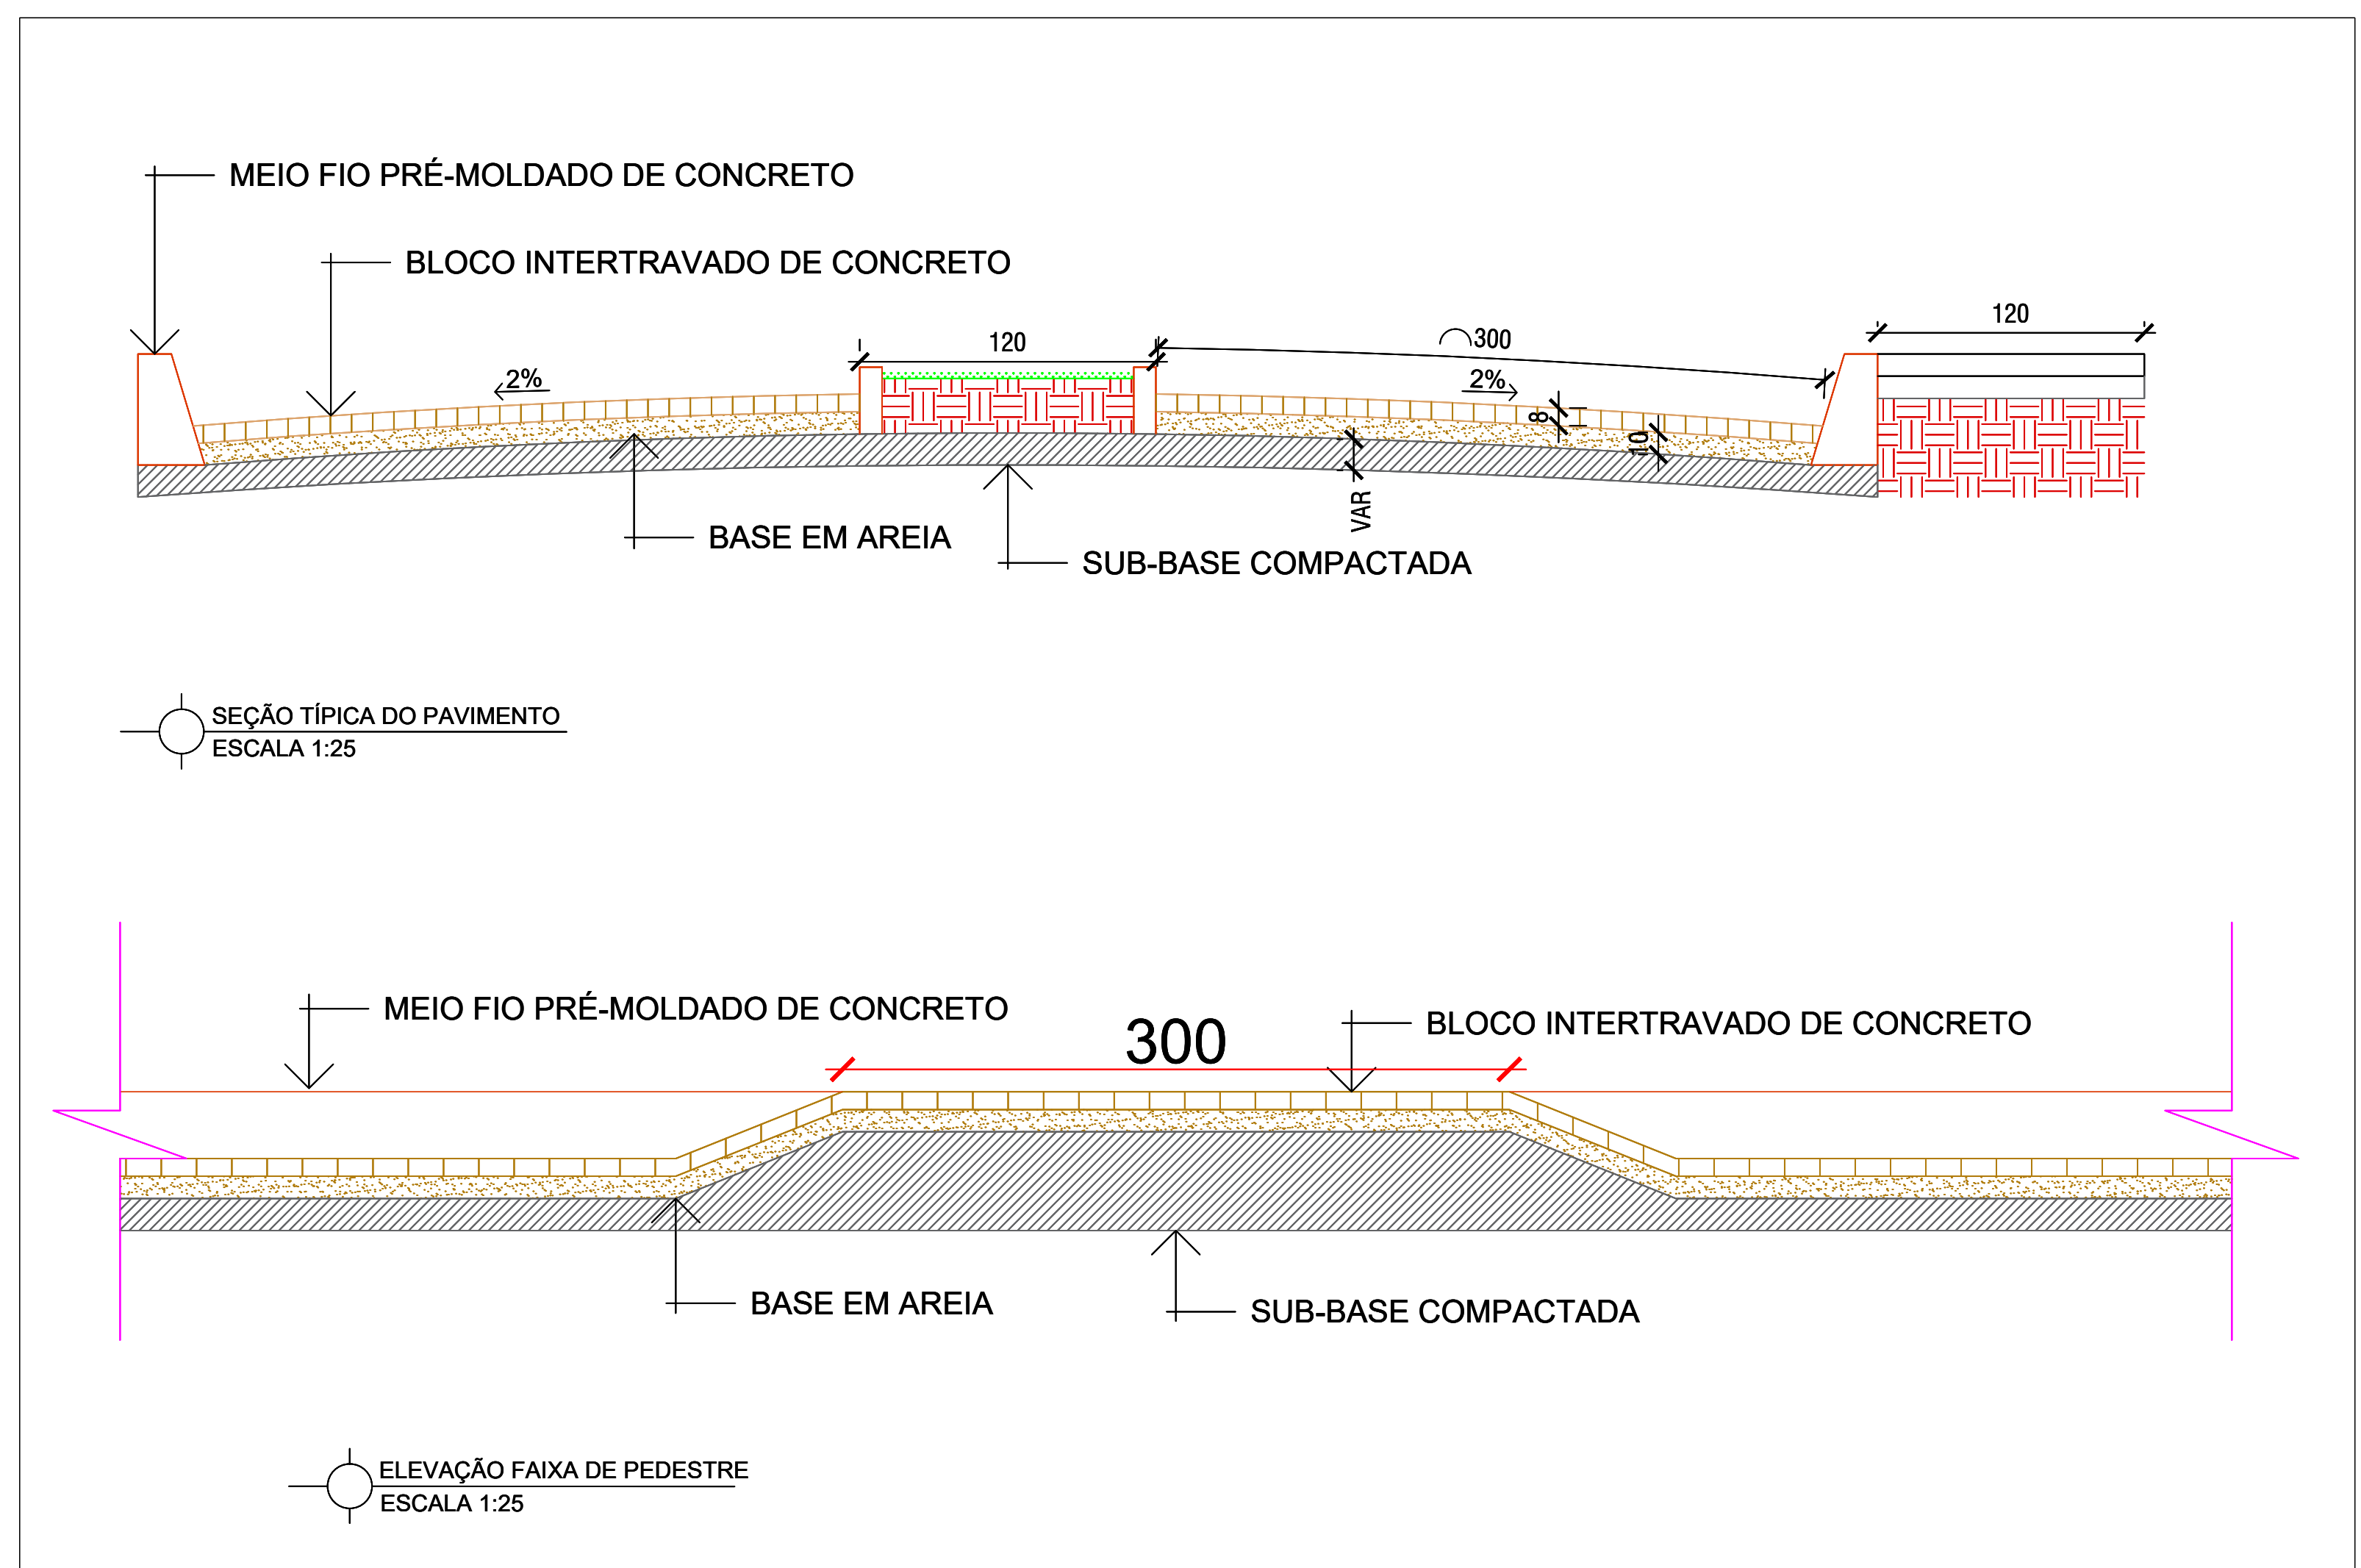 MEIO FIO PRÉ-MOLDADO DE CONCRETO
BLOCO INTERTRAVADO DE CONCRETO
120
120
300
2%
2%
8
10
VAR
BASE EM AREIA
SUB-BASE COMPACTADA
SEÇÃO TÍPICA DO PAVIMENTO
ESCALA 1:25
MEIO FIO PRÉ-MOLDADO DE CONCRETO
300
BLOCO INTERTRAVADO DE CONCRETO
BASE EM AREIA
SUB-BASE COMPACTADA
ELEVAÇÃO FAIXA DE PEDESTRE
ESCALA 1:25